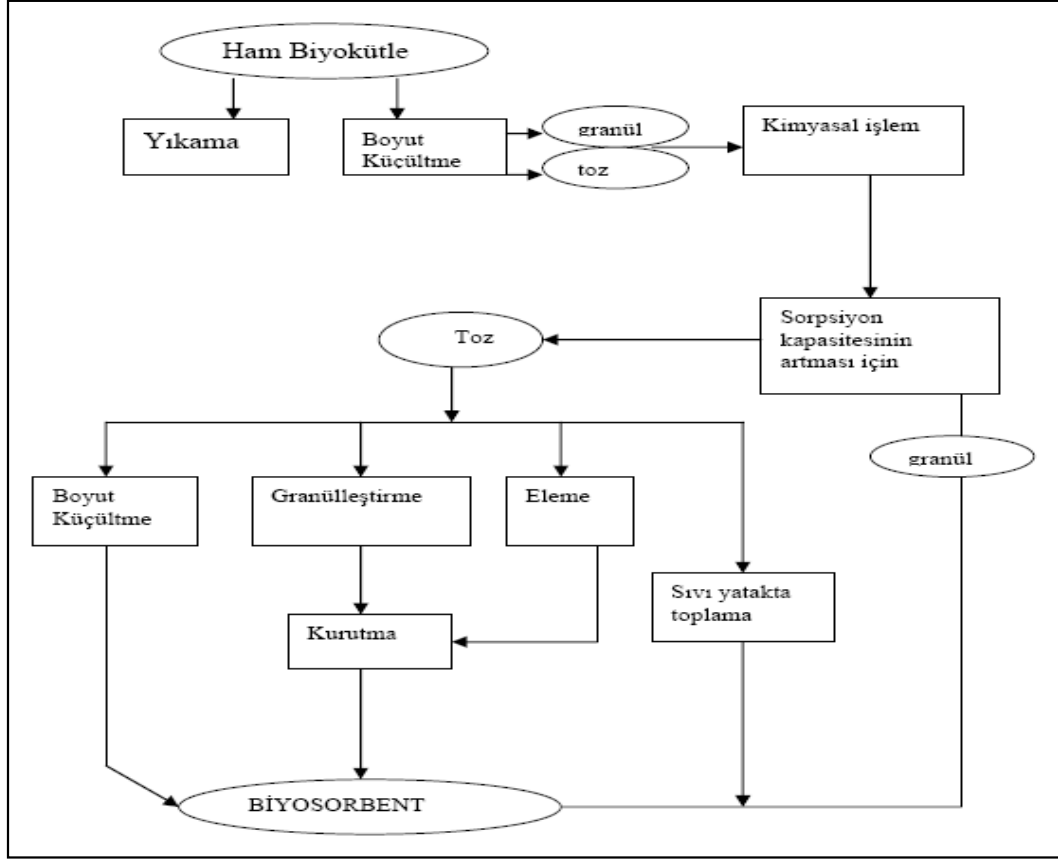 Ham Biyokütle
Yıkama
Boyut
Küçültme
granül
toz
Kimyasal işlem
Sorpsiyon
kapasitesinin
artması için
Toz
granül
Boyut
Küçültme
Granülleştirme
Eleme
Sıvı yatakta
toplama
Kurutma
BİYOSORBENT